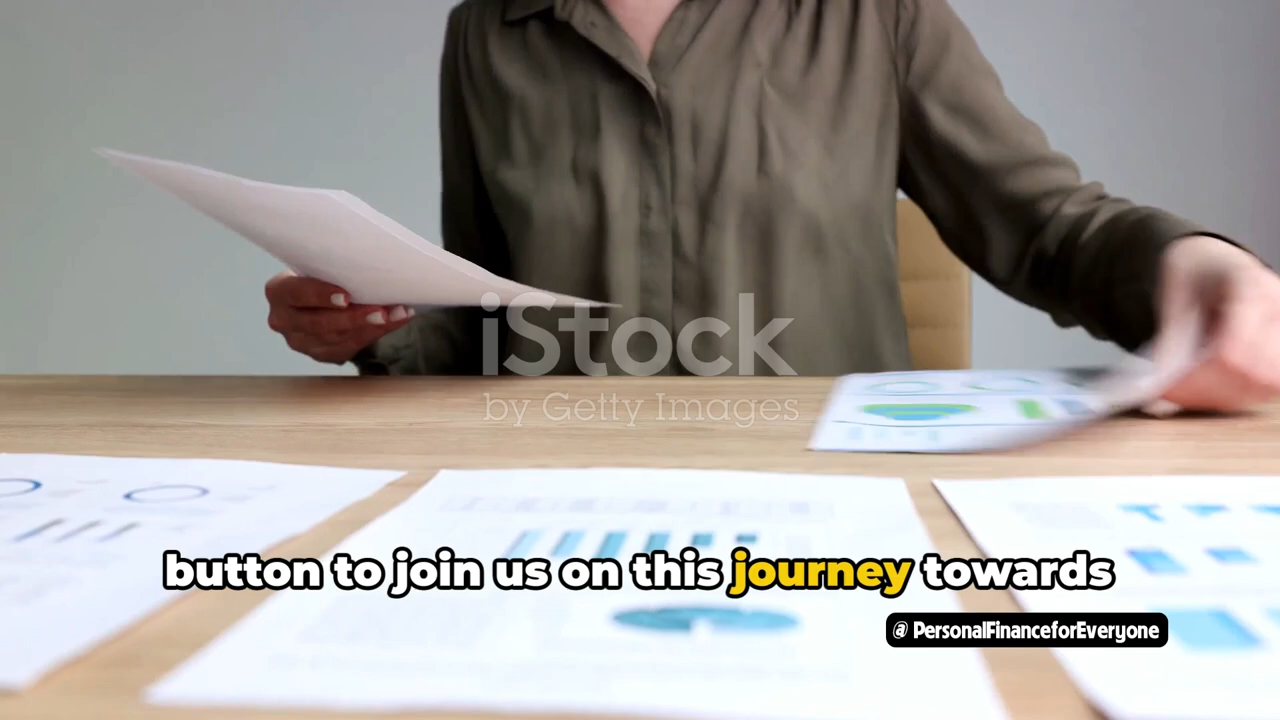 iStock
by Getty Images
button to join us on this journey towards
@ PersonalFinanceforEveryone